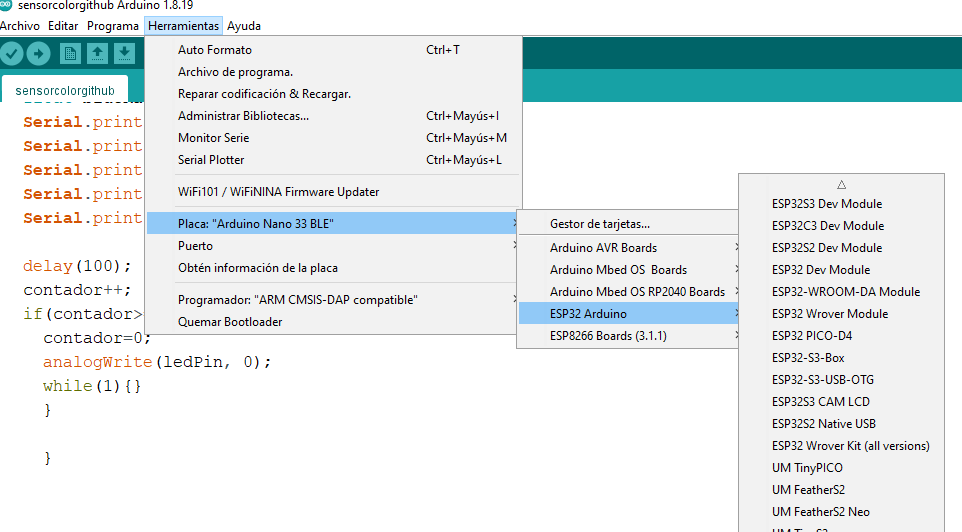 sensorcolorgithub Arduino 1.8.19
Archivo Editar Programa Herramientas Ayuda
sensorcolorgithub
Serial.print
Serial.print
Serial.print
Serial.print
Serial.print
delay(100);
contador++;
if(contador>
contador=0;
analogWrite(ledPin, 0);
while(1){}
}
}
Auto Formato Ctrl+T
Archivo de programa.
Reparar codificación & Recargar.
Administrar Bibliotecas... Ctrl+Mayús+I
Monitor Serie Ctrl+Mayús+M
Serial Plotter Ctrl+Mayús+L
WiFi101 / WiFiNINA Firmware Updater
Placa: "Arduino Nano 33 BLE"
Puerto
Obtén información de la placa
Programador: "ARM CMSIS-DAP compatible"
Quemar Bootloader
Gestor de tarjetas...
Arduino AVR Boards
Arduino Mbed OS Boards
Arduino Mbed OS RP2040 Boards
ESP32 Arduino
ESP8266 Boards (3.1.1)
ESP32S3 Dev Module
ESP32C3 Dev Module
ESP32S2 Dev Module
ESP32 Dev Module
ESP32-WROOM-DA Module
ESP32 Wrover Module
ESP32 PICO-D4
ESP32-S3-Box
ESP32-S3-USB-OTG
ESP32S3 CAM LCD
ESP32S2 Native USB
ESP32 Wrover Kit (all versions)
UM TinyPICO
UM FeatherS2
UM FeatherS2 Neo